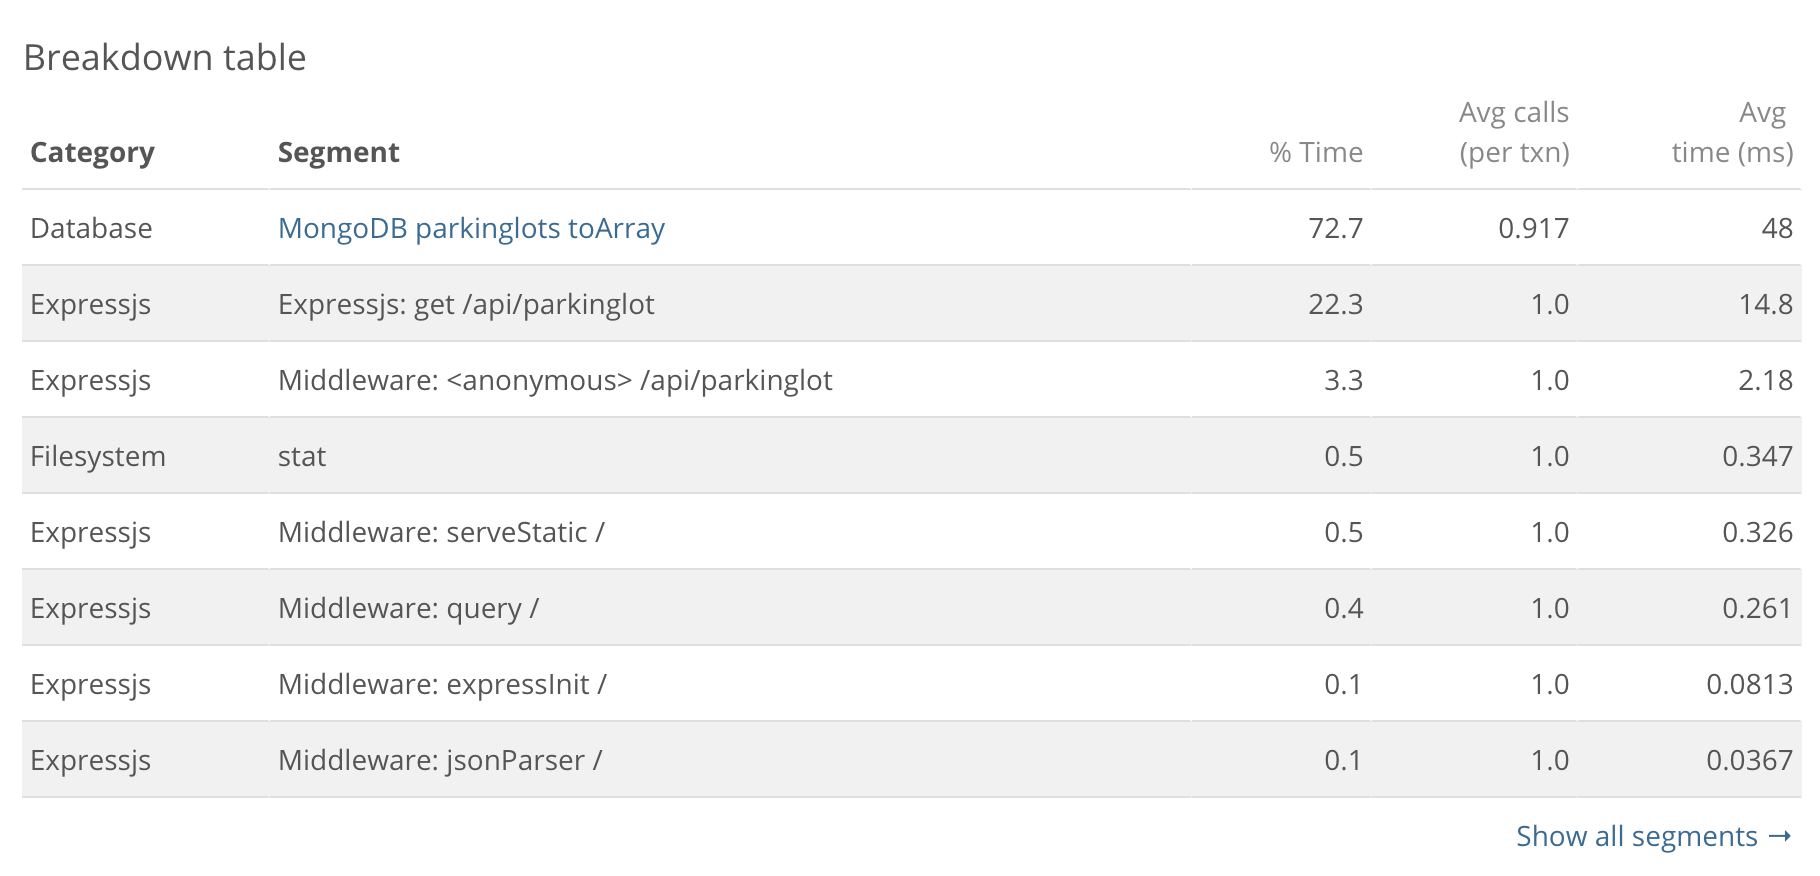 Breakdown table
Category Segment % Time Avg calls (per txn) Avg time (ms)
Database MongoDB parkinglots toArray 72.7 0.917 48
Expressjs Expressjs: get /api/parkinglot 22.3 1.0 14.8
Expressjs Middleware: <anonymous> /api/parkinglot 3.3 1.0 2.18
Filesystem stat 0.5 1.0 0.347
Expressjs Middleware: serveStatic / 0.5 1.0 0.326
Expressjs Middleware: query / 0.4 1.0 0.261
Expressjs Middleware: expressInit / 0.1 1.0 0.0813
Expressjs Middleware: jsonParser / 0.1 1.0 0.0367
Show all segments →